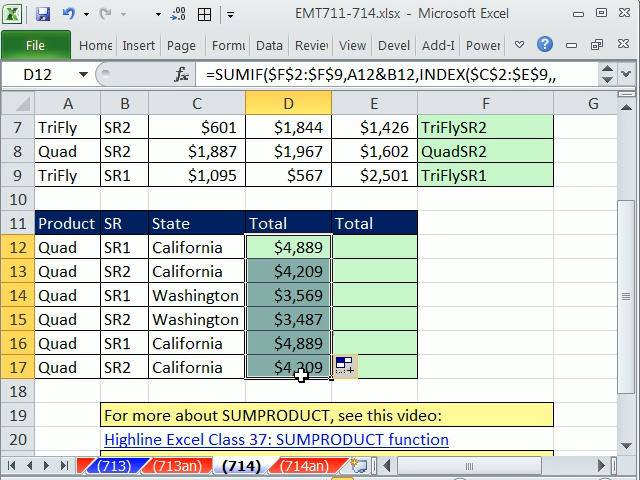 EMT711-714.xlsx - Microsoft Excel
File Home Insert Page Formu Data Review View Devel Add-I Power
D12 fx =SUMIF($F$2:$F$9,A12&B12,INDEX($C$2:$E$9,,
A B C D E F G
7 TriFly SR2 $601 $1,844 $1,426 TriFlySR2
8 Quad SR2 $1,887 $1,967 $1,602 QuadSR2
9 TriFly SR1 $1,095 $567 $2,501 TriFlySR1
10
11 Product SR State Total Total
12 Quad SR1 California $4,889
13 Quad SR2 California $4,209
14 Quad SR1 Washington $3,569
15 Quad SR2 Washington $3,487
16 Quad SR1 California $4,889
17 Quad SR2 California $4,209
18
19 For more about SUMPRODUCT, see this video:
20 Highline Excel Class 37: SUMPRODUCT function
(713) (713an) (714) (714an)